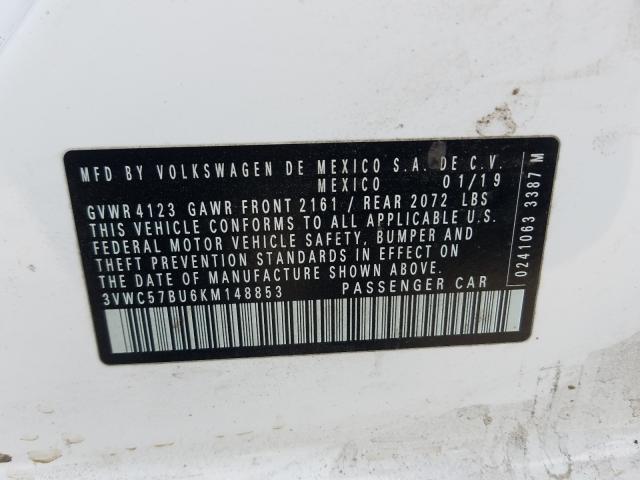 MFD BY VOLKSWAGEN DE MEXICO S.A. DE C.V.
MEXICO 01/19
GVWR 4123 GAWR FRONT 2161 / REAR 2072 LBS
THIS VEHICLE CONFORMS TO ALL APPLICABLE U.S.
FEDERAL MOTOR VEHICLE SAFETY, BUMPER AND
THEFT PREVENTION STANDARDS IN EFFECT ON THE
DATE OF MANUFACTURE SHOWN ABOVE.
3VWC57BU6KM148853 PASSENGER CAR
0241063 3387 M